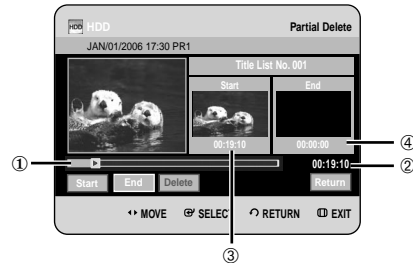 HDD HDD Partial Delete
JAN/01/2006 17:30 PR1
Title List No. 001
Start End
00:19:10 00:00:00 ④
① 00:19:10 ②
Start End Delete Return
MOVE SELECT RETURN EXIT
③